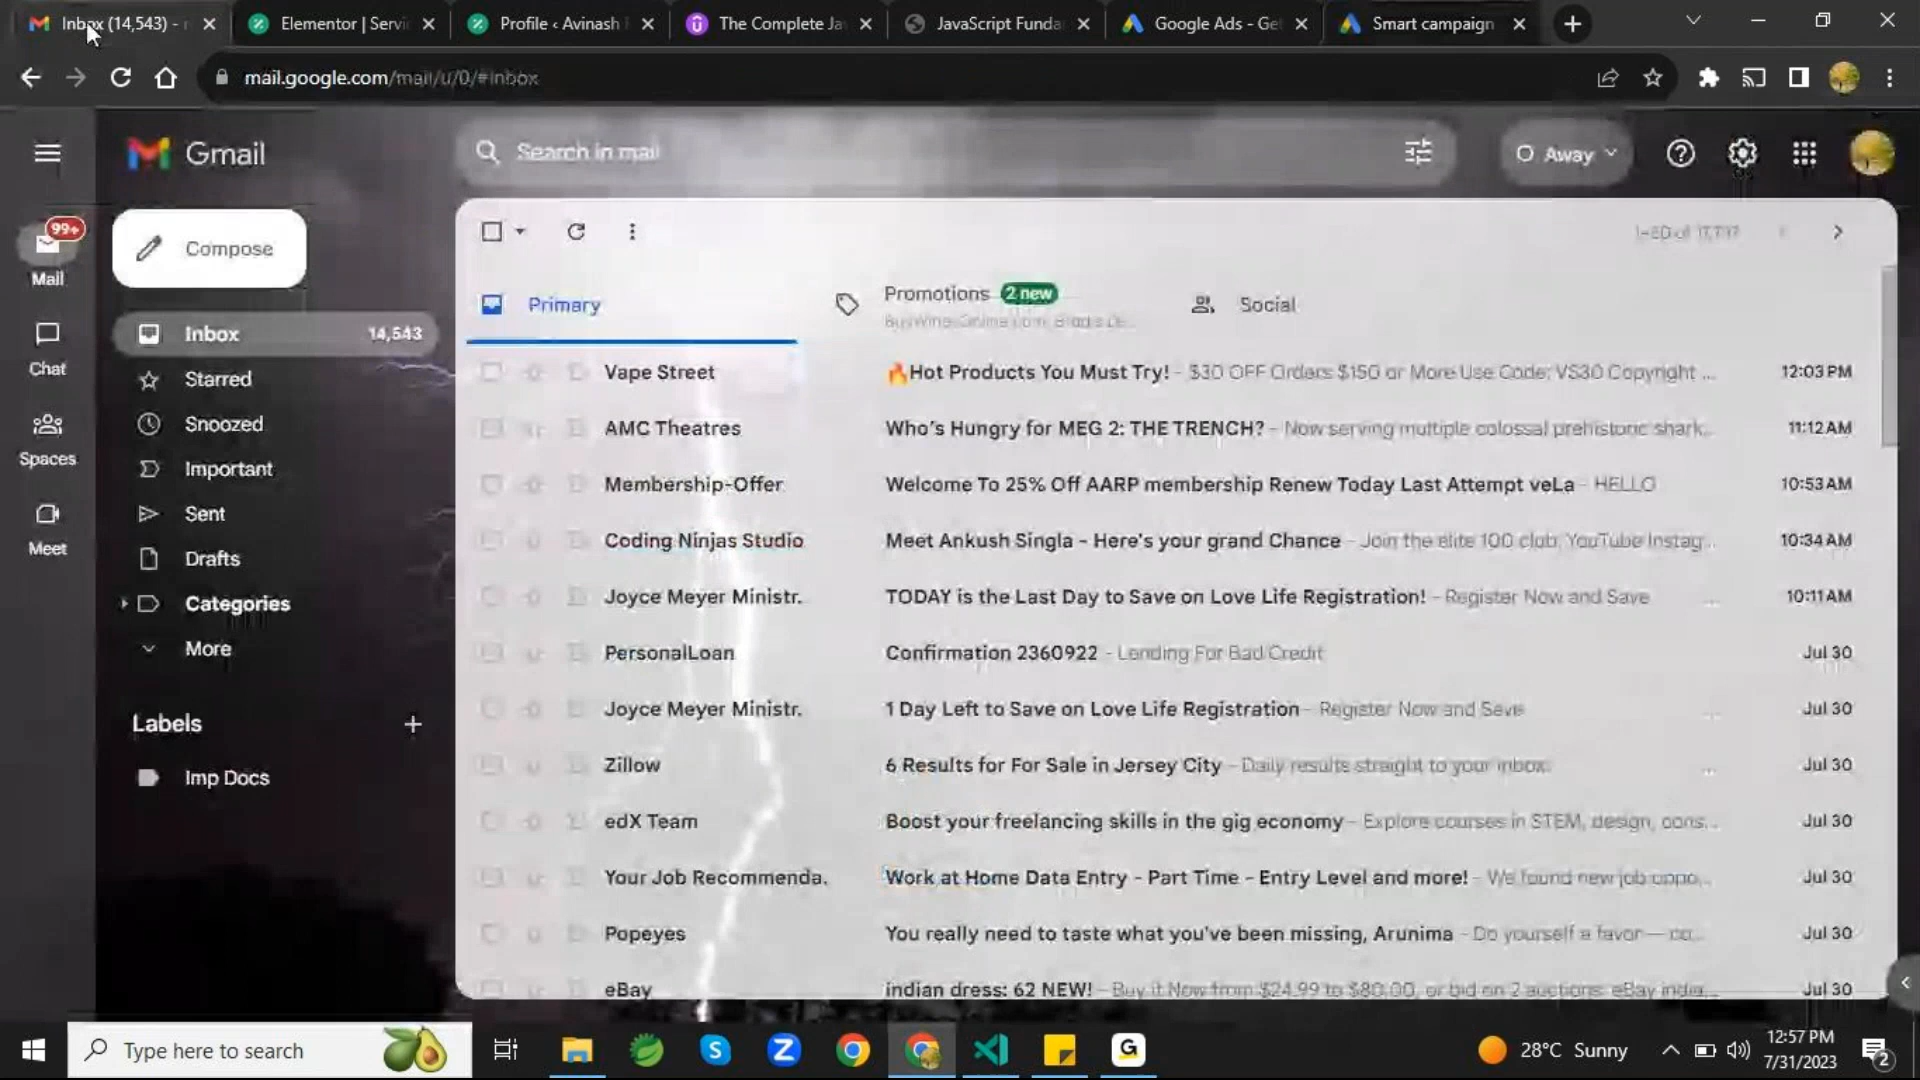 Inbox (14,543) - r
Elementor | Servi
Profile ‹ Avinash
The Complete Ja
JavaScript Funda
Google Ads - Get
Smart campaign
mail.google.com/mail/u/0/#inbox
Gmail
Search in mail
Away
99+
Mail
Chat
Spaces
Meet
Compose
Inbox 14,543
Starred
Snoozed
Important
Sent
Drafts
Categories
More
Labels
Imp Docs
Primary
Promotions 2 new
Social
Vape Street 🔥Hot Products You Must Try! - $30 OFF Orders $150 or More Use Code: VS30 Copyright ... 12:03 PM
AMC Theatres Who's Hungry for MEG 2: THE TRENCH? - Now serving multiple colossal prehistoric shark... 11:12 AM
Membership-Offer Welcome To 25% Off AARP membership Renew Today Last Attempt veLa - HELLO 10:53 AM
Coding Ninjas Studio Meet Ankush Singla - Here's your grand Chance - Join the elite 100 club, YouTube Instag... 10:34 AM
Joyce Meyer Ministr. TODAY is the Last Day to Save on Love Life Registration! - Register Now and Save ... 10:11 AM
PersonalLoan Confirmation 2360922 - Lending For Bad Credit Jul 30
Joyce Meyer Ministr. 1 Day Left to Save on Love Life Registration - Register Now and Save ... Jul 30
Zillow 6 Results for For Sale in Jersey City - Daily results straight to your inbox. ... Jul 30
edX Team Boost your freelancing skills in the gig economy - Explore courses in STEM, design, cons... Jul 30
Your Job Recommenda. Work at Home Data Entry - Part Time - Entry Level and more! - We found new job oppo... Jul 30
Popeyes You really need to taste what you've been missing, Arunima - Do yourself a favor — co... Jul 30
eBay indian dress: 62 NEW! - Buy it Now from $24.99 to $80.00, or bid on 2 auctions. eBay india... Jul 30
Type here to search
28°C Sunny
12:57 PM
7/31/2023
2